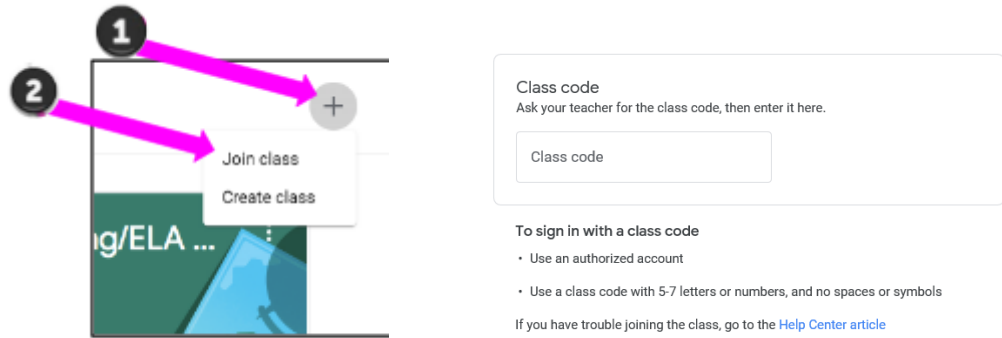 1
2
+
Join class
Create class
ng/ELA ...
Class code
Ask your teacher for the class code, then enter it here.
Class code
To sign in with a class code
• Use an authorized account
• Use a class code with 5-7 letters or numbers, and no spaces or symbols
If you have trouble joining the class, go to the Help Center article